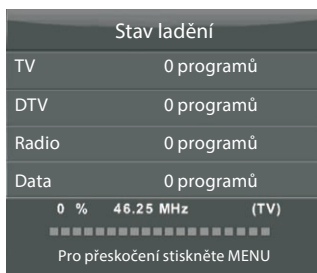 Stav ladění
TV 0 programů
DTV 0 programů
Radio 0 programů
Data 0 programů
0 % 46.25 MHz (TV)
Pro přeskočení stiskněte MENU